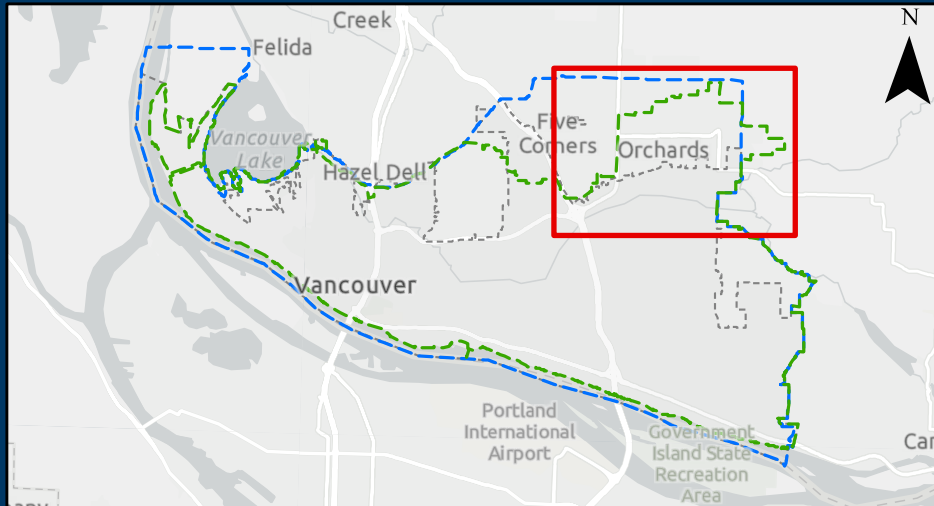 Creek
N
Felida
Vancouver
Lake
Five-
Corners
Orchards
Hazel Dell
Vancouver
Portland
International
Airport
Government
Island State
Recreation
Area